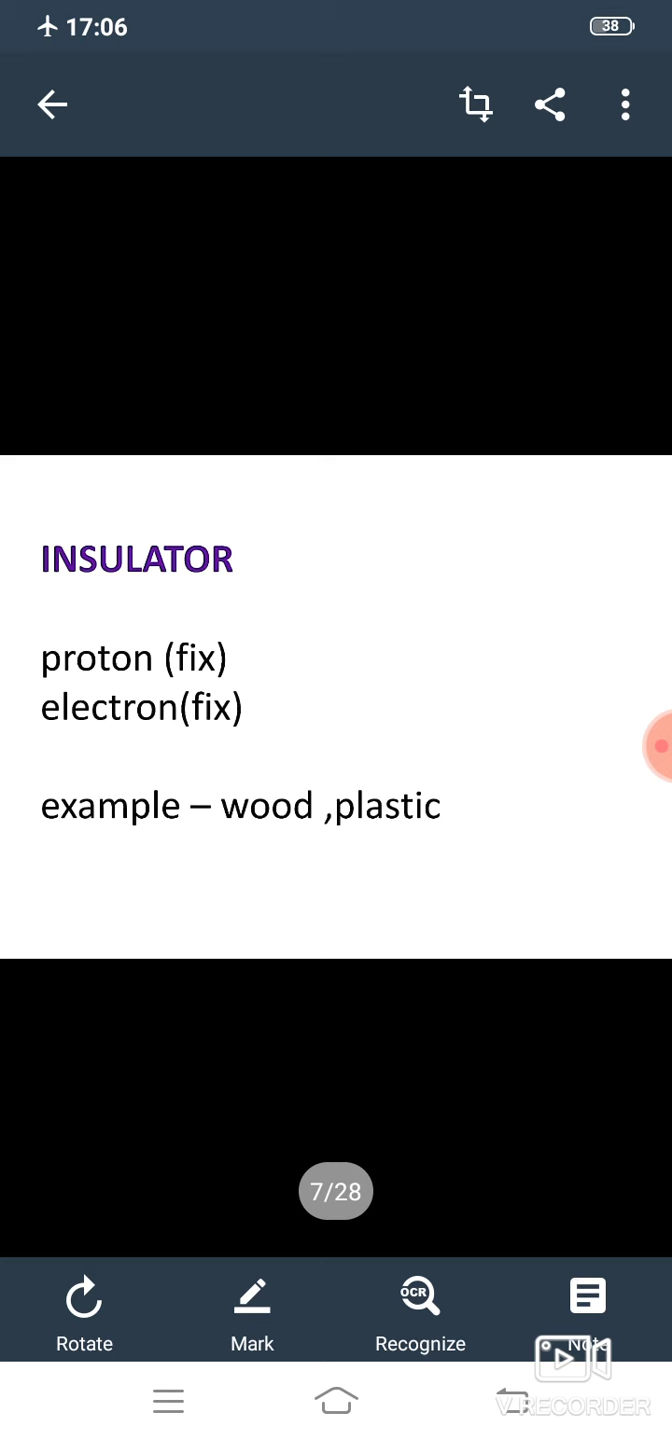 17:06
38
INSULATOR
proton (fix)
electron(fix)
example – wood ,plastic
7/28
OCR
Rotate
Mark
Recognize
Note
V.RECORDER